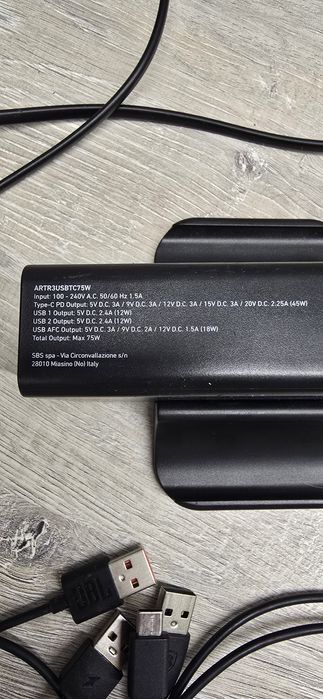 ARTR3USBTC75W
Input: 100 - 240V A.C. 50/60 Hz 1.5A
Type-C PD Output: 5V D.C. 3A / 9V D.C. 3A / 12V D.C. 3A / 15V D.C. 3A / 20V D.C. 2.25A (45W)
USB 1 Output: 5V D.C. 2.4A (12W)
USB 2 Output: 5V D.C. 2.4A (12W)
USB AFC Output: 5V D.C. 3A / 9V D.C. 2A / 12V D.C. 1.5A (18W)
Total Output: Max 75W
SBS spa - Via Circonvallazione s/n
28010 Miasino (No) Italy
JBL